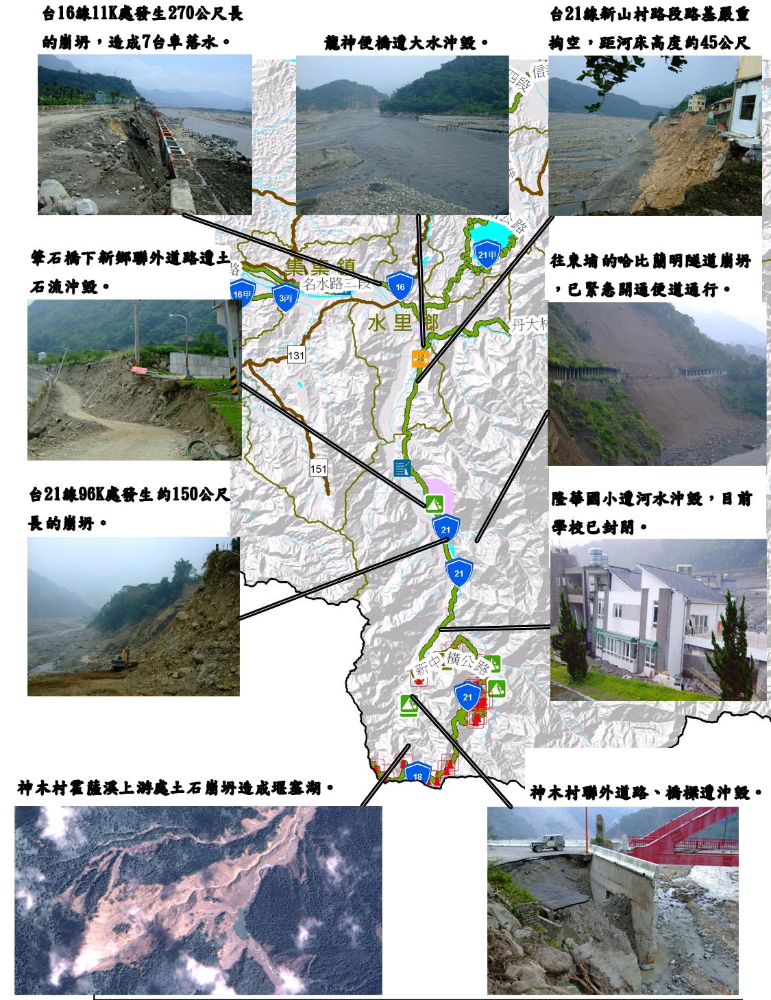 台16線11K處發生270公尺長
的崩坍，造成7台車落水。
龍神便橋遭大水沖毀。
台21線新山村路段路基嚴重
掏空，距河床高度約45公尺
肇石橋下新鄉聯外道路遭土
石流沖毀。
往東埔的哈比蘭明隧道崩坍
，已緊急開通便道通行。
台21線96K處發生約150公尺
長的崩坍。
隆華國小遭河水沖毀，目前
學校已封閉。
四段
信義
公路
21甲
集集鎮
路
名水路三段
16
16甲
3丙
水里鄉
丹大林
131
151
21
21
新中橫公路
21
18
神木村霍薩溪上游處土石崩坍造成堰塞湖。
神木村聯外道路、橋樑遭沖毀。